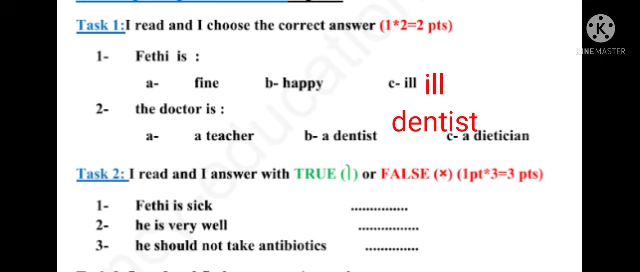 K
KINEMASTER
Task 1:I read and I choose the correct answer (1*2=2 pts)
1- Fethi is :
a- fine b- happy c- ill ill
2- the doctor is :
dentist
a- a teacher b- a dentist c- a dietician
Task 2: I read and I answer with TRUE () or FALSE (×) (1pt*3=3 pts)
1- Fethi is sick ...............
2- he is very well ................
3- he should not take antibiotics ..............